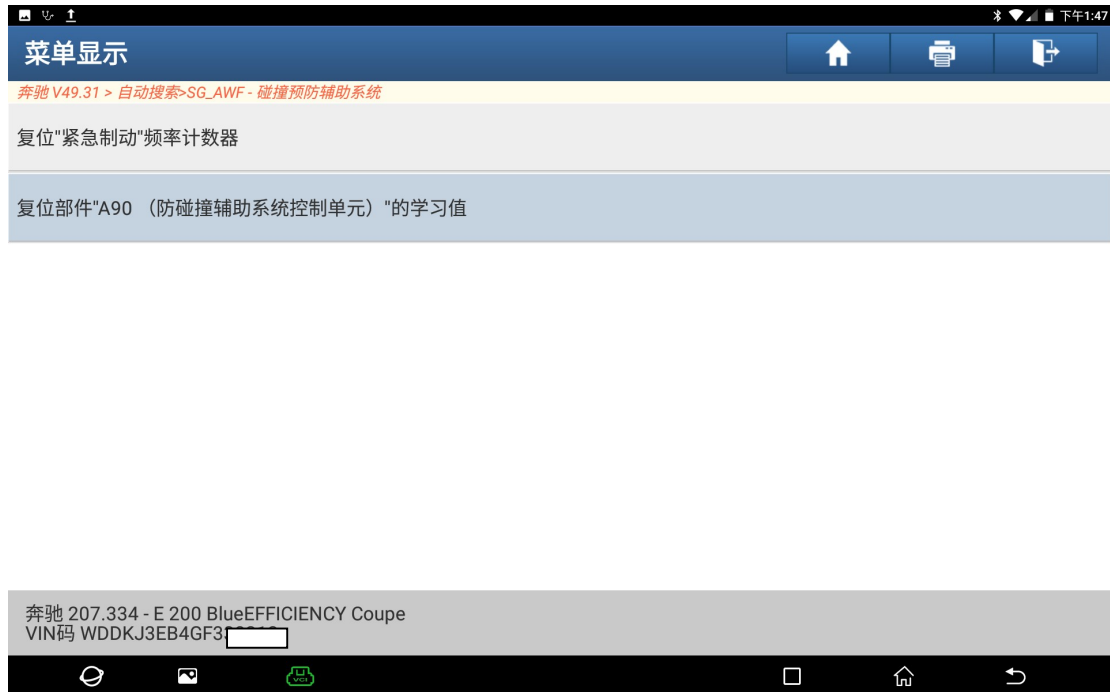 下午1:47
菜单显示
奔驰 V49.31 > 自动搜索>SG_AWF - 碰撞预防辅助系统
复位"紧急制动"频率计数器
复位部件"A90 （防碰撞辅助系统控制单元）"的学习值
奔驰 207.334 - E 200 BlueEFFICIENCY Coupe
VIN码 WDDKJ3EB4GF3
VCI